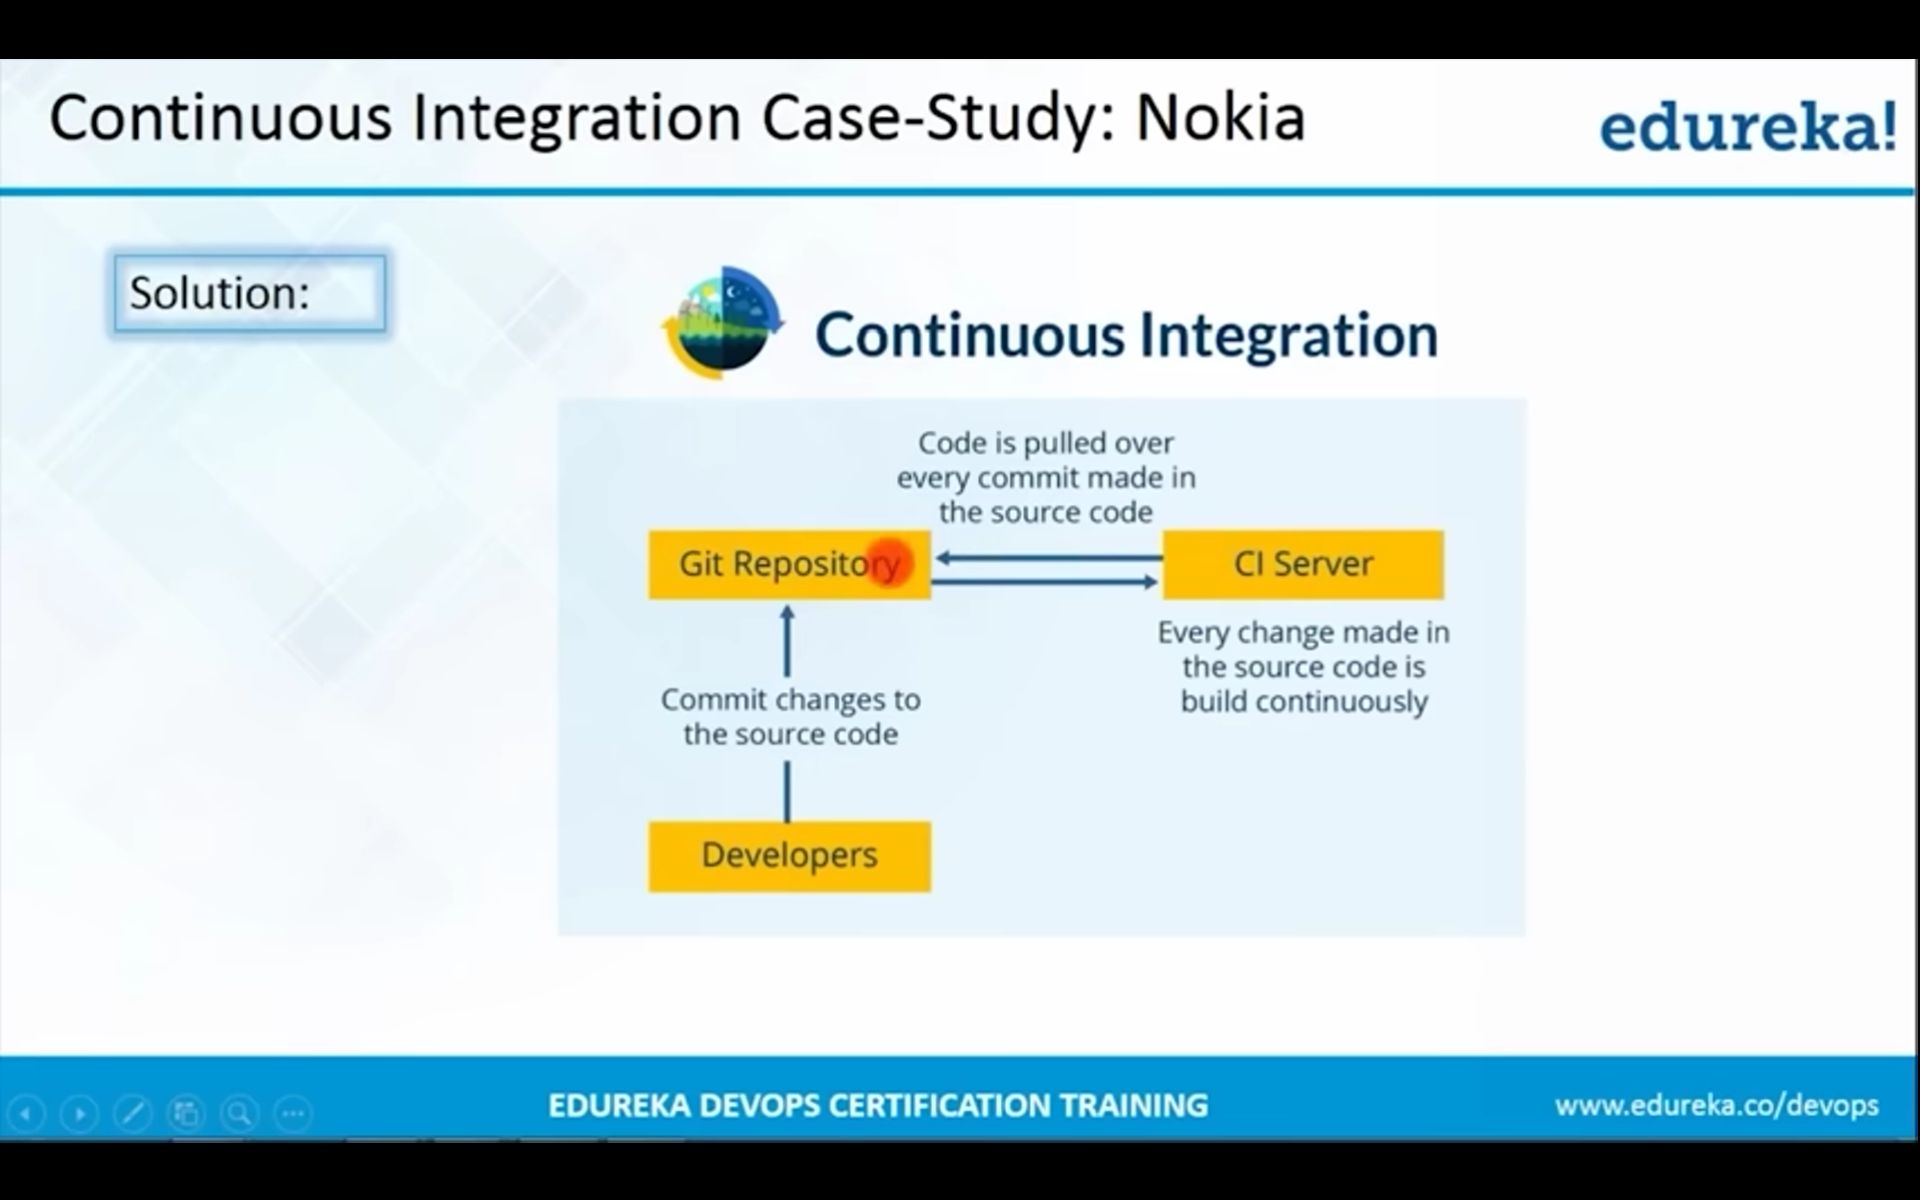 Continuous Integration Case-Study: Nokia
edureka!
Solution:
Continuous Integration
Code is pulled over
every commit made in
the source code
Git Repository
CI Server
Every change made in
the source code is
build continuously
Commit changes to
the source code
Developers
EDUREKA DEVOPS CERTIFICATION TRAINING
www.edureka.co/devops